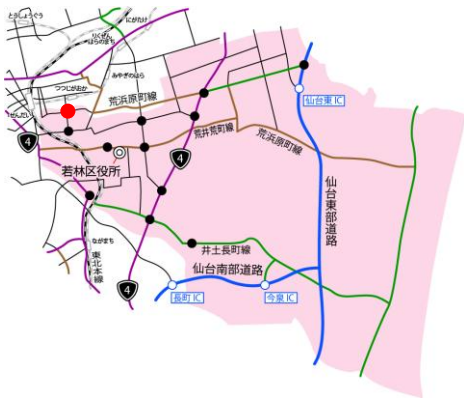 とうしょうぐう
にがたけ
りくぜん
はらのまち
みやぎのはら
つつじがおか
せんだい
荒浜原町線
仙台東IC
4
荒井荒町線
荒浜原町線
4
若林区役所
仙台東部道路
井土長町線
ながまち
東北本線
仙台南部道路
4
長町IC
今泉IC